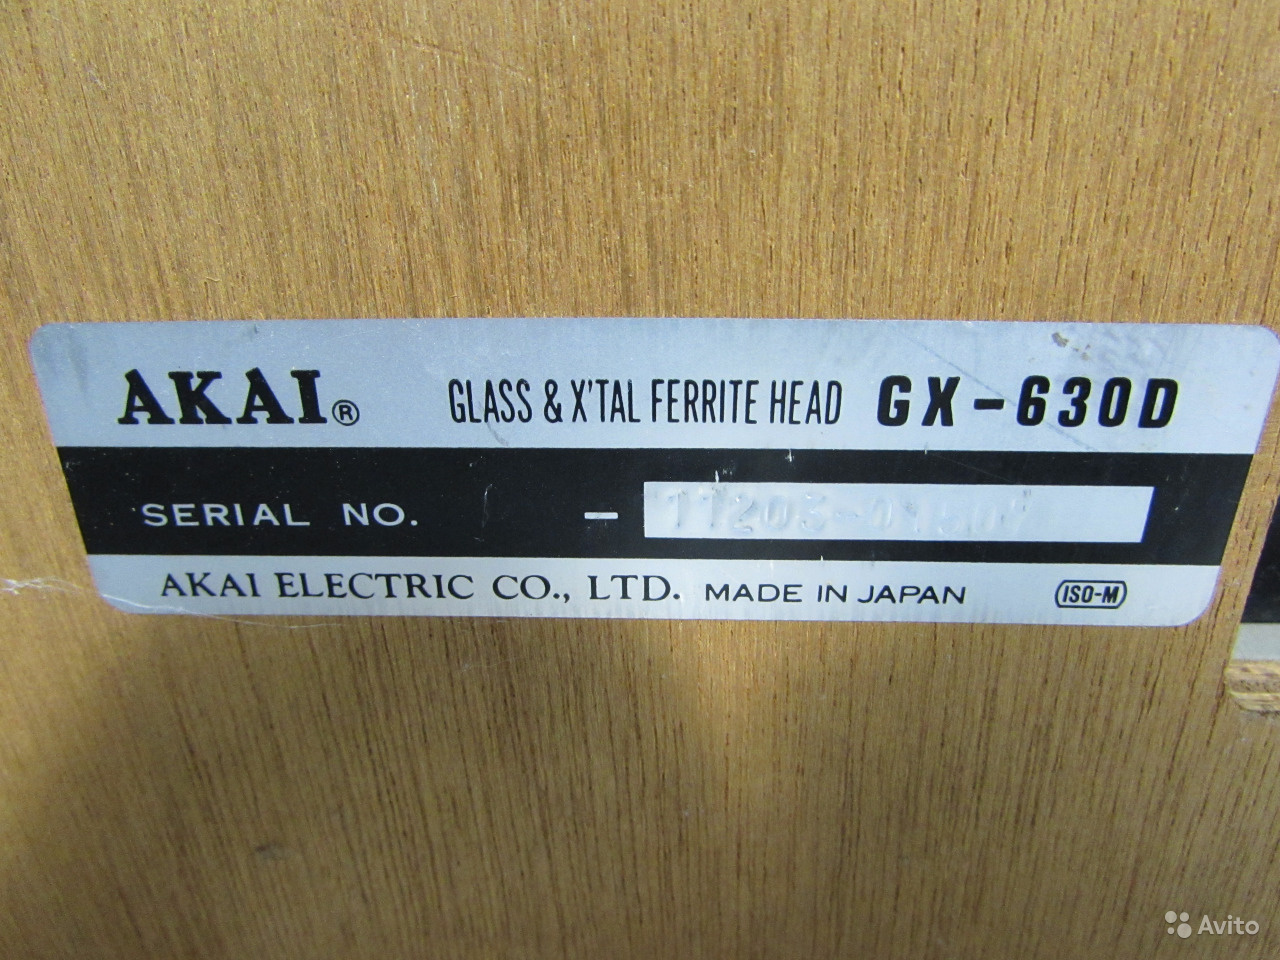 AKAI® GLASS & X'TAL FERRITE HEAD GX-630D
SERIAL NO. -
AKAI ELECTRIC CO., LTD. MADE IN JAPAN ISO-M
Avito